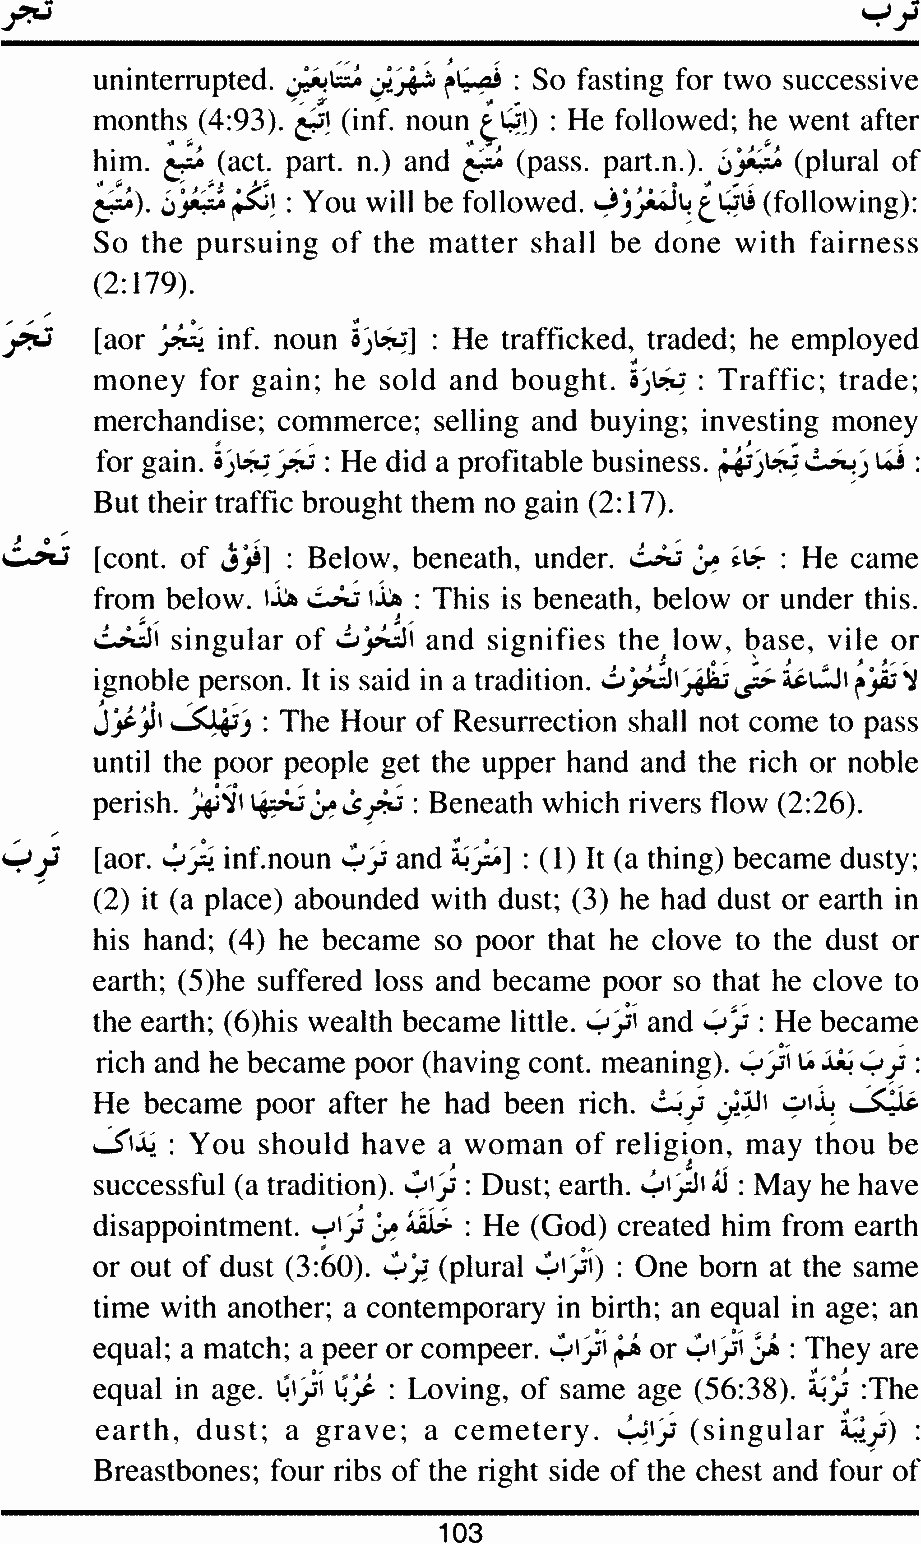 تَجَرَ تَرِبَ
uninterrupted. فَصِيَامُ شَهْرَيْنِ مُتَتَابِعَيْنِ : So fasting for two successive
months (4:93). اِتَّبَعَ (inf. noun اِتِّبَاعٌ) : He followed; he went after
him. مُتَّبِعٌ (act. part. n.) and مُتَّبَعٌ (pass. part.n.). مُتَّبَعُوْنَ (plural of
مُتَّبَعٌ). اِنَّكُمْ مُتَّبَعُوْنَ : You will be followed. فَاتِّبَاعٌ بِالْمَعْرُوْفِ (following):
So the pursuing of the matter shall be done with fairness
(2:179).
تَجَرَ [aor يَتْجُرُ inf. noun تِجَارَةٌ] : He trafficked, traded; he employed
money for gain; he sold and bought. تِجَارَةٌ : Traffic; trade;
merchandise; commerce; selling and buying; investing money
for gain. تَجَرَ تِجَارَةً : He did a profitable business. فَمَا رَبِحَتْ تِجَارَتُهُمْ :
But their traffic brought them no gain (2:17).
تَحْتُ [cont. of فَوْقُ] : Below, beneath, under. جَاءَ مِنْ تَحْتُ : He came
from below. هٰذَا تَحْتَ هٰذَا : This is beneath, below or under this.
اَلتَّحْتُ singular of اَلتُّحُوْتُ and signifies the low, base, vile or
ignoble person. It is said in a tradition. لَا تَقُوْمُ السَّاعَةُ حَتّٰى تَظْهَرَ التُّحُوْتُ
وَتَهْلِكَ الْوُعُوْلُ : The Hour of Resurrection shall not come to pass
until the poor people get the upper hand and the rich or noble
perish. تَجْرِىْ مِنْ تَحْتِهَا الْاَنْهٰرُ : Beneath which rivers flow (2:26).
تَرِبَ [aor. يَتْرَبُ inf.noun تَرَبٌ and مَتْرَبَةٌ] : (1) It (a thing) became dusty;
(2) it (a place) abounded with dust; (3) he had dust or earth in
his hand; (4) he became so poor that he clove to the dust or
earth; (5)he suffered loss and became poor so that he clove to
the earth; (6)his wealth became little. اَتْرَبَ and تَرَّبَ : He became
rich and he became poor (having cont. meaning). تَرِبَ بَعْدَ مَا اَتْرَبَ :
He became poor after he had been rich. عَلَيْكَ بِذَاتِ الدِّيْنِ تَرِبَتْ
يَدَاكَ : You should have a woman of religion, may thou be
successful (a tradition). تُرَابٌ : Dust; earth. لَهُ التُّرَابُ : May he have
disappointment. خَلَقَهٗ مِنْ تُرَابٍ : He (God) created him from earth
or out of dust (3:60). تِرْبٌ (plural اَتْرَابٌ) : One born at the same
time with another; a contemporary in birth; an equal in age; an
equal; a match; a peer or compeer. هُمْ اَتْرَابٌ or هُنَّ اَتْرَابٌ : They are
equal in age. عُرُبًا اَتْرَابًا : Loving, of same age (56:38). تُرْبَةٌ :The
earth, dust; a grave; a cemetery. تَرَائِبُ (singular تَرِيْبَةٌ) :
Breastbones; four ribs of the right side of the chest and four of
103